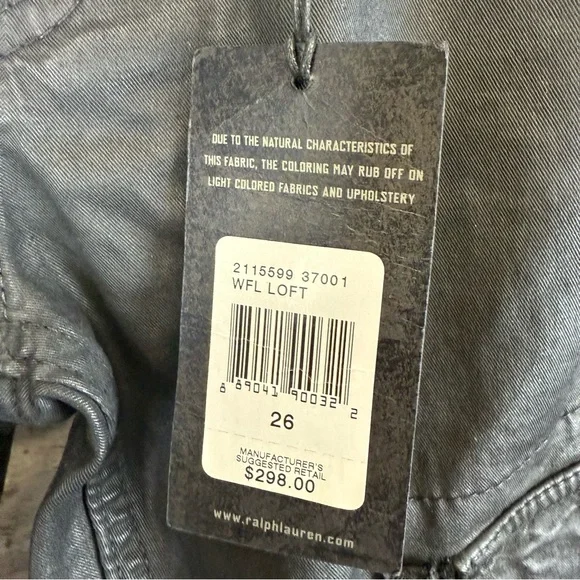 DUE TO THE NATURAL CHARACTERISTICS OF
THIS FABRIC, THE COLORING MAY RUB OFF ON
LIGHT COLORED FABRICS AND UPHOLSTERY
2115599 37001
WFL LOFT
8 89041 90032 2
26
MANUFACTURER'S
SUGGESTED RETAIL
$298.00
www.ralphlauren.com